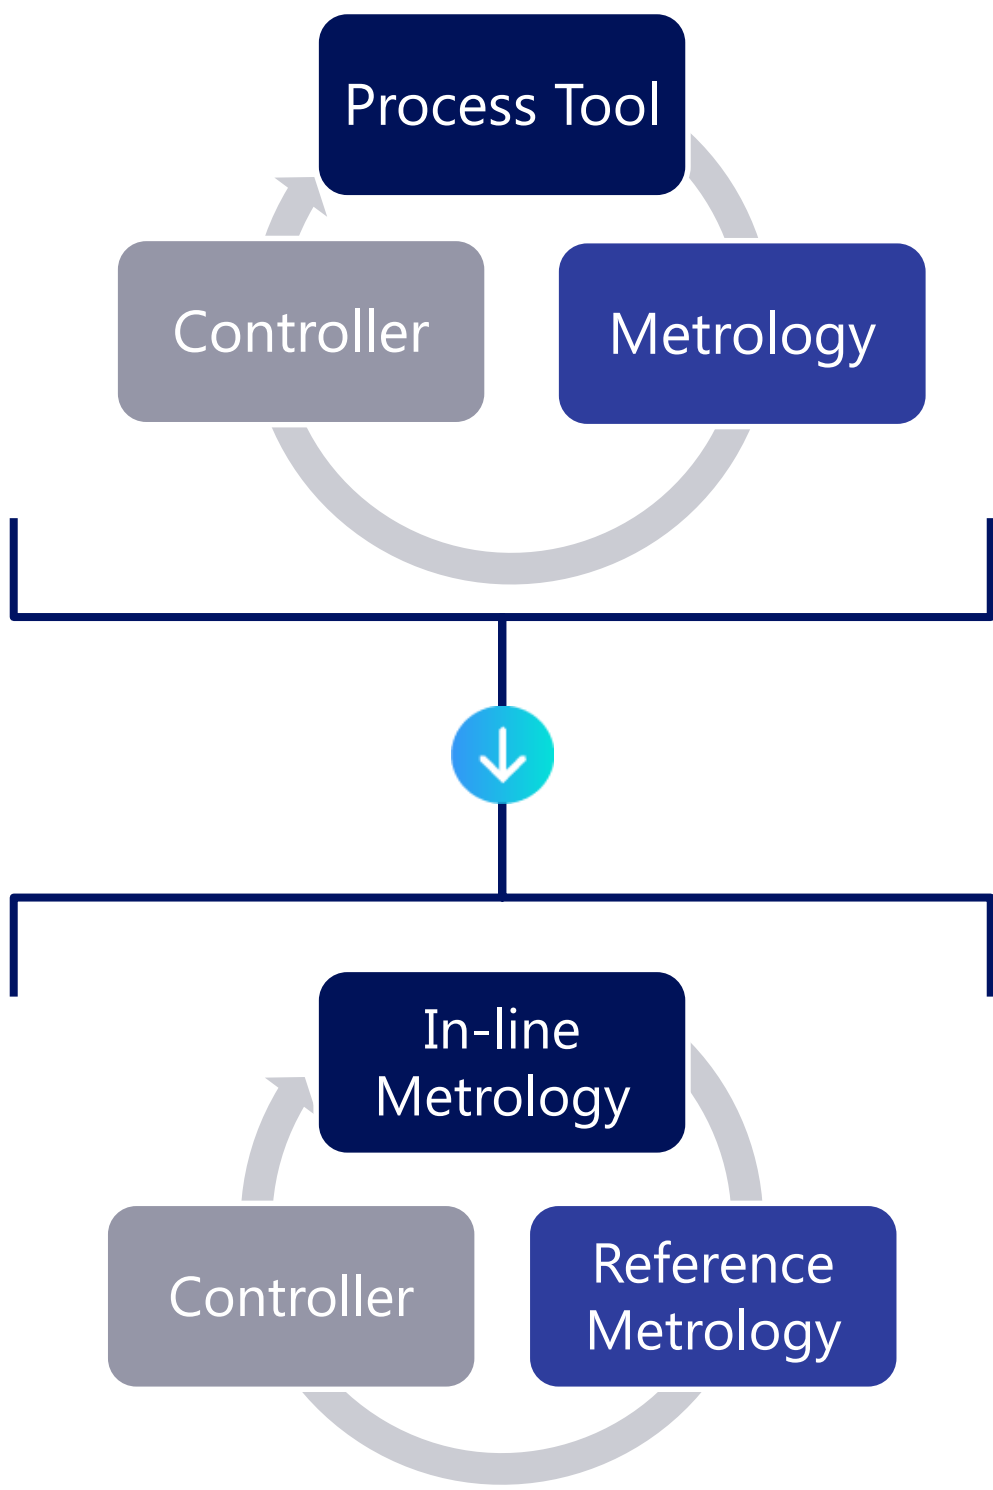 Process Tool
Controller
Metrology
In-line
Metrology
Controller
Reference
Metrology